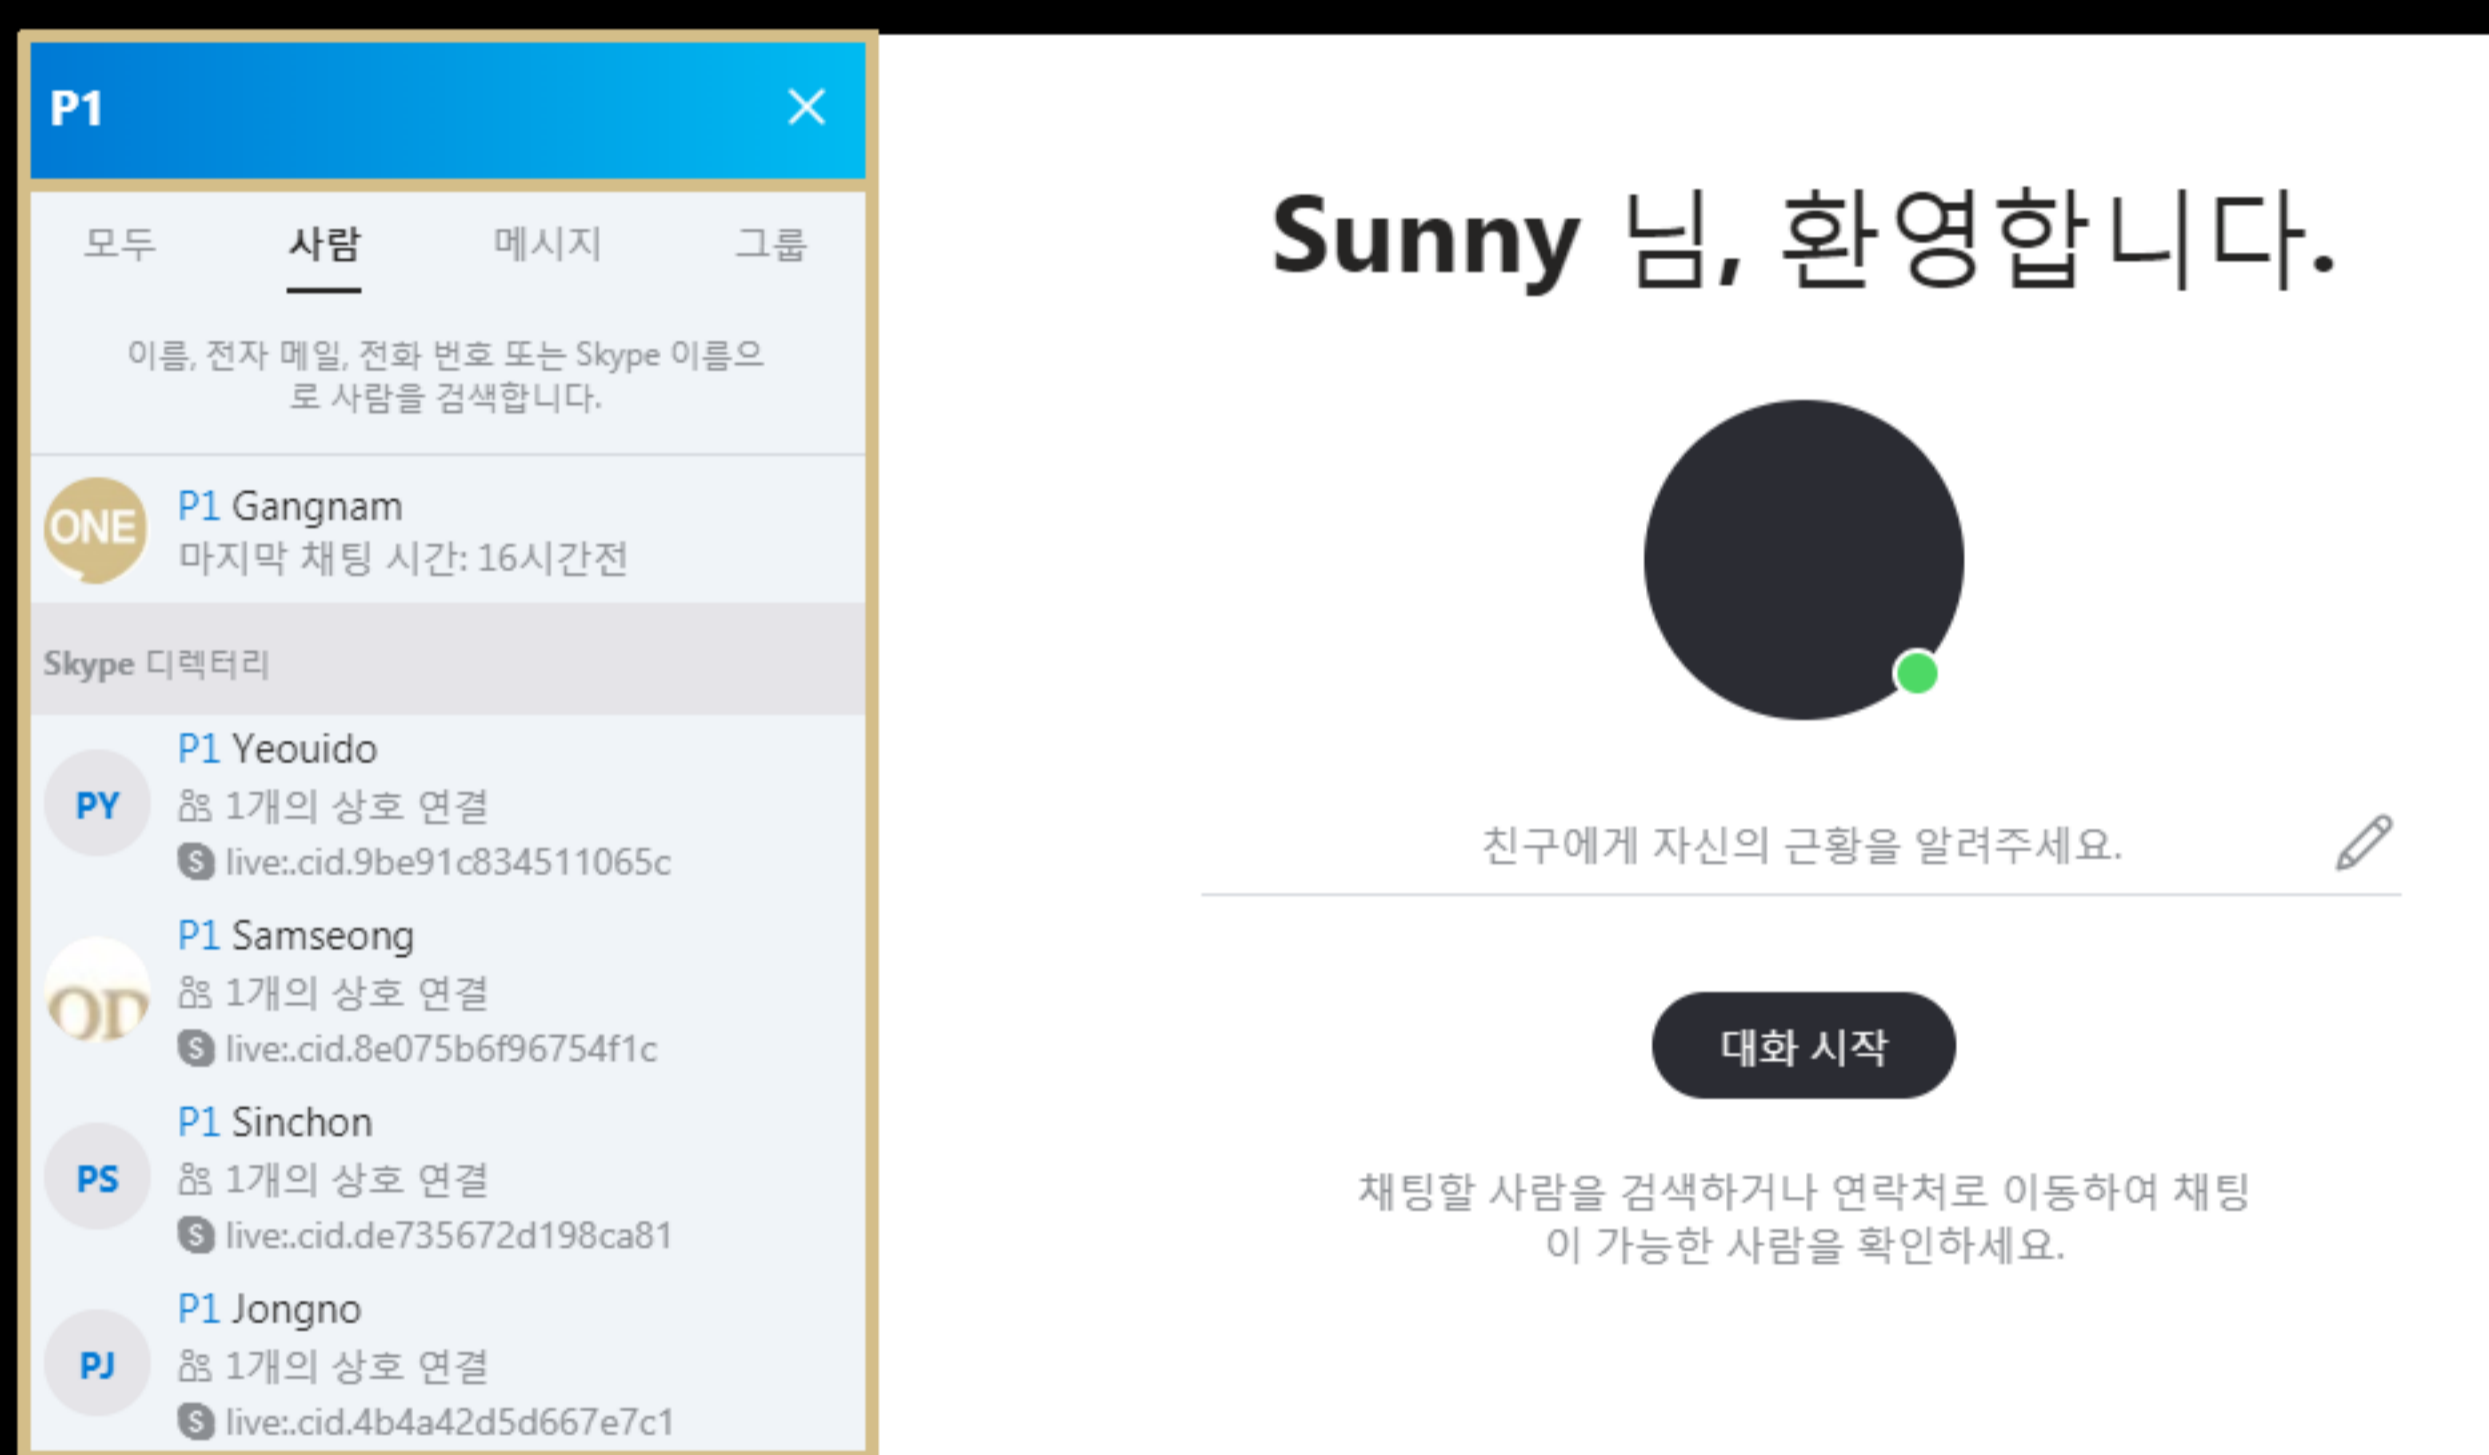 P1
모두 사람 메시지 그룹
이름, 전자 메일, 전화 번호 또는 Skype 이름으
로 사람을 검색합니다.
ONE
P1 Gangnam
마지막 채팅 시간: 16시간전
Skype 디렉터리
PY
P1 Yeouido
1개의 상호 연결
live:.cid.9be91c834511065c
OD
P1 Samseong
1개의 상호 연결
live:.cid.8e075b6f96754f1c
PS
P1 Sinchon
1개의 상호 연결
live:.cid.de735672d198ca81
PJ
P1 Jongno
1개의 상호 연결
live:.cid.4b4a42d5d667e7c1
Sunny 님, 환영합니다.
친구에게 자신의 근황을 알려주세요.
대화 시작
채팅할 사람을 검색하거나 연락처로 이동하여 채팅
이 가능한 사람을 확인하세요.